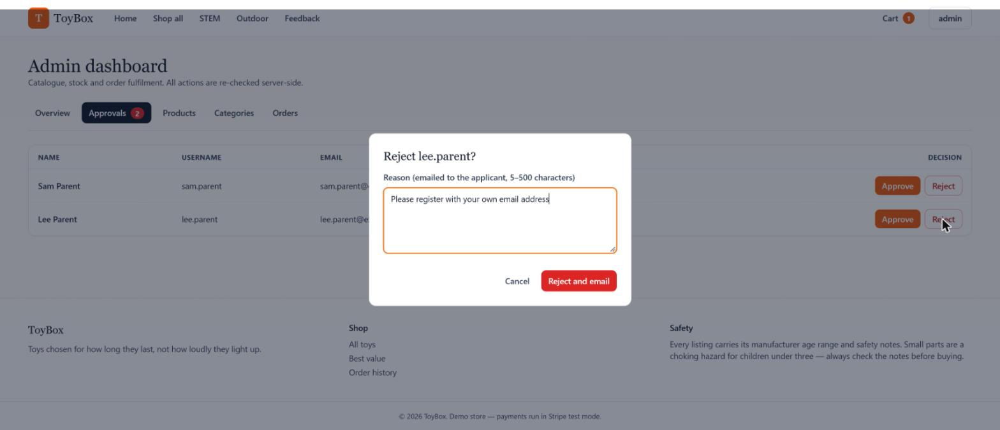 T ToyBox Home Shop all STEM Outdoor Feedback Cart 1 admin
Admin dashboard
Catalogue, stock and order fulfilment. All actions are re-checked server-side.
Overview Approvals 2 Products Categories Orders
NAME USERNAME EMAIL DECISION
Sam Parent sam.parent sam.parent@ Approve Reject
Lee Parent lee.parent lee.parent@e Approve Reject
Reject lee.parent?
Reason (emailed to the applicant, 5–500 characters)
Please register with your own email address
Cancel Reject and email
ToyBox
Toys chosen for how long they last, not how loudly they light up.
Shop
All toys
Best value
Order history
Safety
Every listing carries its manufacturer age range and safety notes. Small parts are a
choking hazard for children under three — always check the notes before buying.
© 2026 ToyBox. Demo store — payments run in Stripe test mode.